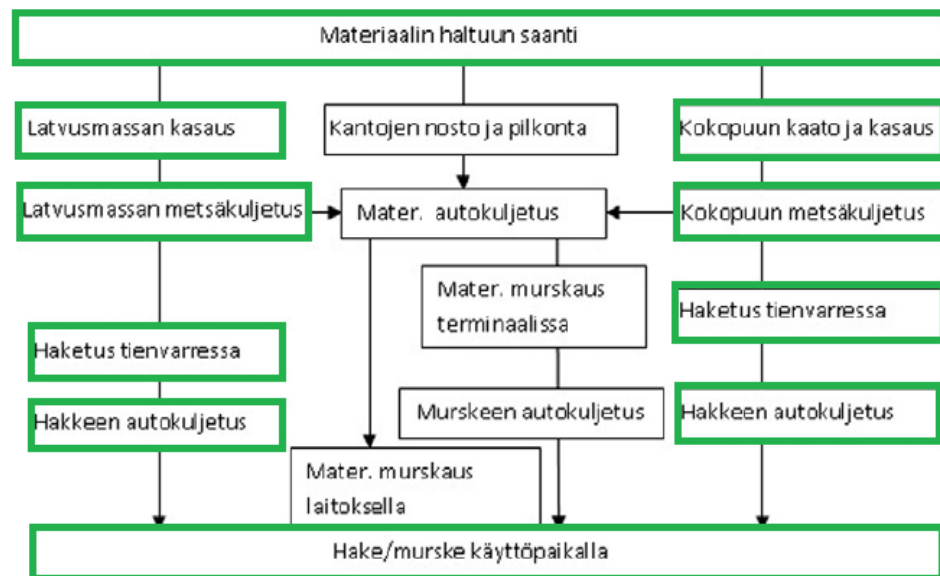 Materiaalin haltuun saanti
Latvusmassan kasaus
Kantojen nosto ja pilkonta
Kokopuun kaato ja kasaus
Latvusmassan metsäkuljetus
Mater. autokuljetus
Kokopuun metsäkuljetus
Mater. murskaus
terminaalissa
Haketus tienvarressa
Haketus tienvarressa
Hakkeen autokuljetus
Murskeen autokuljetus
Hakkeen autokuljetus
Mater. murskaus
laitoksella
Hake/murske käyttöpaikalla